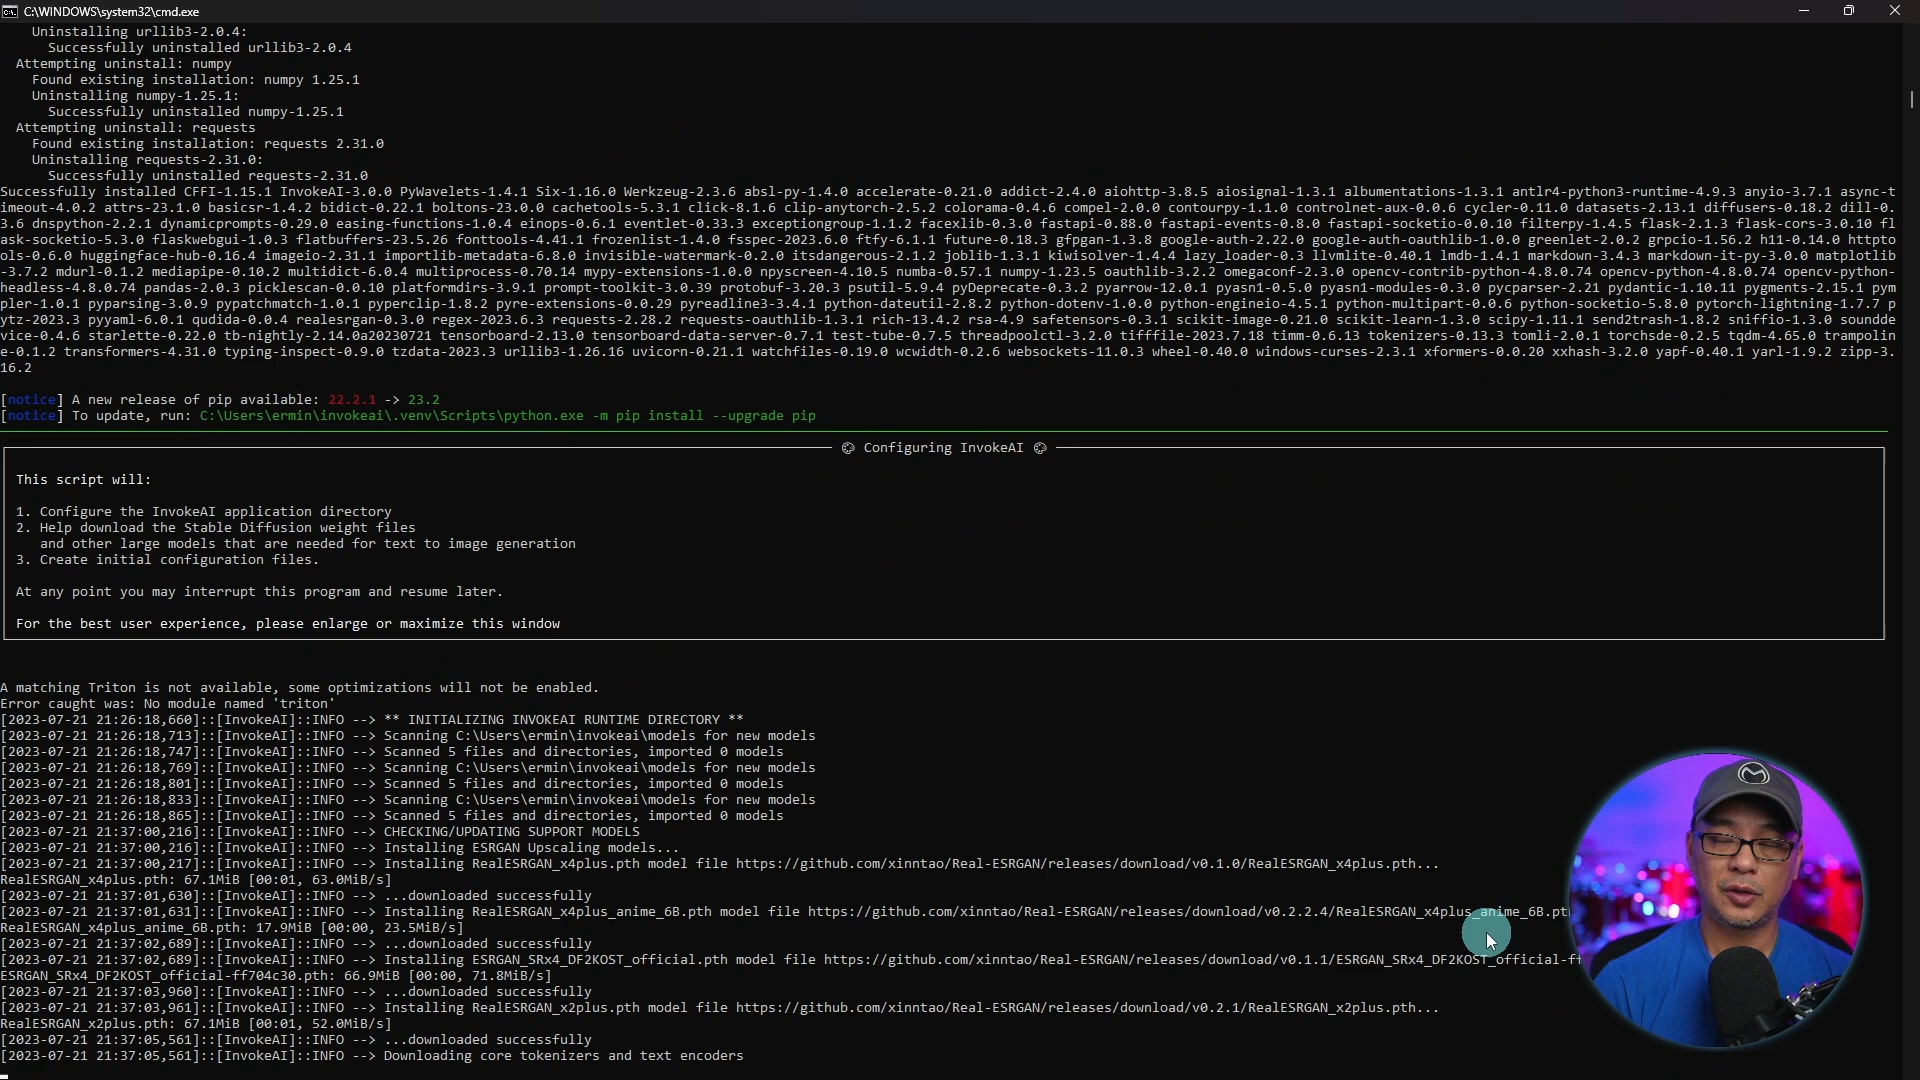 C:\WINDOWS\system32\cmd.exe
Uninstalling urllib3-2.0.4:
Successfully uninstalled urllib3-2.0.4
Attempting uninstall: numpy
Found existing installation: numpy 1.25.1
Uninstalling numpy-1.25.1:
Successfully uninstalled numpy-1.25.1
Attempting uninstall: requests
Found existing installation: requests 2.31.0
Uninstalling requests-2.31.0:
Successfully uninstalled requests-2.31.0
Successfully installed CFFI-1.15.1 InvokeAI-3.0.0 PyWavelets-1.4.1 Six-1.16.0 Werkzeug-2.3.6 absl-py-1.4.0 accelerate-0.21.0 addict-2.4.0 aiohttp-3.8.5 aiosignal-1.3.1 albumentations-1.3.1 antlr4-python3-runtime-4.9.3 anyio-3.7.1 async-t
imeout-4.0.2 attrs-23.1.0 basicsr-1.4.2 bidict-0.22.1 boltons-23.0.0 cachetools-5.3.1 click-8.1.6 clip-anytorch-2.5.2 colorama-0.4.6 compel-2.0.0 contourpy-1.1.0 controlnet-aux-0.0.6 cycler-0.11.0 datasets-2.13.1 diffusers-0.18.2 dill-0.
3.6 dnspython-2.2.1 dynamicprompts-0.29.0 easing-functions-1.0.4 einops-0.6.1 eventlet-0.33.3 exceptiongroup-1.1.2 facexlib-0.3.0 fastapi-0.88.0 fastapi-events-0.8.0 fastapi-socketio-0.0.10 filterpy-1.4.5 flask-2.1.3 flask-cors-3.0.10 fl
ask-socketio-5.3.0 flaskwebgui-1.0.3 flatbuffers-23.5.26 fonttools-4.41.1 frozenlist-1.4.0 fsspec-2023.6.0 ftfy-6.1.1 future-0.18.3 gfpgan-1.3.8 google-auth-2.22.0 google-auth-oauthlib-1.0.0 greenlet-2.0.2 grpcio-1.56.2 h11-0.14.0 httpto
ols-0.6.0 huggingface-hub-0.16.4 imageio-2.31.1 importlib-metadata-6.8.0 invisible-watermark-0.2.0 itsdangerous-2.1.2 joblib-1.3.1 kiwisolver-1.4.4 lazy_loader-0.3 llvmlite-0.40.1 lmdb-1.4.1 markdown-3.4.3 markdown-it-py-3.0.0 matplotlib
-3.7.2 mdurl-0.1.2 mediapipe-0.10.2 multidict-6.0.4 multiprocess-0.70.14 mypy-extensions-1.0.0 npyscreen-4.10.5 numba-0.57.1 numpy-1.23.5 oauthlib-3.2.2 omegaconf-2.3.0 opencv-contrib-python-4.8.0.74 opencv-python-4.8.0.74 opencv-python-
headless-4.8.0.74 pandas-2.0.3 picklescan-0.0.10 platformdirs-3.9.1 prompt-toolkit-3.0.39 protobuf-3.20.3 psutil-5.9.4 pyDeprecate-0.3.2 pyarrow-12.0.1 pyasn1-0.5.0 pyasn1-modules-0.3.0 pycparser-2.21 pydantic-1.10.11 pygments-2.15.1 pym
pler-1.0.1 pyparsing-3.0.9 pypatchmatch-1.0.1 pyperclip-1.8.2 pyre-extensions-0.0.29 pyreadline3-3.4.1 python-dateutil-2.8.2 python-dotenv-1.0.0 python-engineio-4.5.1 python-multipart-0.0.6 python-socketio-5.8.0 pytorch-lightning-1.7.7 p
ytz-2023.3 pyyaml-6.0.1 qudida-0.0.4 realesrgan-0.3.0 regex-2023.6.3 requests-2.28.2 requests-oauthlib-1.3.1 rich-13.4.2 rsa-4.9 safetensors-0.3.1 scikit-image-0.21.0 scikit-learn-1.3.0 scipy-1.11.1 send2trash-1.8.2 sniffio-1.3.0 soundde
vice-0.4.6 starlette-0.22.0 tb-nightly-2.14.0a20230721 tensorboard-2.13.0 tensorboard-data-server-0.7.1 test-tube-0.7.5 threadpoolctl-3.2.0 tifffile-2023.7.18 timm-0.6.13 tokenizers-0.13.3 tomli-2.0.1 torchsde-0.2.5 tqdm-4.65.0 trampolin
e-0.1.2 transformers-4.31.0 typing-inspect-0.9.0 tzdata-2023.3 urllib3-1.26.16 uvicorn-0.21.1 watchfiles-0.19.0 wcwidth-0.2.6 websockets-11.0.3 wheel-0.40.0 windows-curses-2.3.1 xformers-0.0.20 xxhash-3.2.0 yapf-0.40.1 yarl-1.9.2 zipp-3.
16.2
[notice] A new release of pip available: 22.2.1 -> 23.2
[notice] To update, run: C:\Users\ermin\invokeai\.venv\Scripts\python.exe -m pip install --upgrade pip
Configuring InvokeAI
This script will:
1. Configure the InvokeAI application directory
2. Help download the Stable Diffusion weight files
and other large models that are needed for text to image generation
3. Create initial configuration files.
At any point you may interrupt this program and resume later.
For the best user experience, please enlarge or maximize this window
A matching Triton is not available, some optimizations will not be enabled.
Error caught was: No module named 'triton'
[2023-07-21 21:26:18,660]::[InvokeAI]::INFO --> ** INITIALIZING INVOKEAI RUNTIME DIRECTORY **
[2023-07-21 21:26:18,713]::[InvokeAI]::INFO --> Scanning C:\Users\ermin\invokeai\models for new models
[2023-07-21 21:26:18,747]::[InvokeAI]::INFO --> Scanned 5 files and directories, imported 0 models
[2023-07-21 21:26:18,769]::[InvokeAI]::INFO --> Scanning C:\Users\ermin\invokeai\models for new models
[2023-07-21 21:26:18,801]::[InvokeAI]::INFO --> Scanned 5 files and directories, imported 0 models
[2023-07-21 21:26:18,833]::[InvokeAI]::INFO --> Scanning C:\Users\ermin\invokeai\models for new models
[2023-07-21 21:26:18,865]::[InvokeAI]::INFO --> Scanned 5 files and directories, imported 0 models
[2023-07-21 21:37:00,216]::[InvokeAI]::INFO --> CHECKING/UPDATING SUPPORT MODELS
[2023-07-21 21:37:00,216]::[InvokeAI]::INFO --> Installing ESRGAN Upscaling models...
[2023-07-21 21:37:00,217]::[InvokeAI]::INFO --> Installing RealESRGAN_x4plus.pth model file https://github.com/xinntao/Real-ESRGAN/releases/download/v0.1.0/RealESRGAN_x4plus.pth...
RealESRGAN_x4plus.pth: 67.1MiB [00:01, 63.0MiB/s]
[2023-07-21 21:37:01,630]::[InvokeAI]::INFO --> ...downloaded successfully
[2023-07-21 21:37:01,631]::[InvokeAI]::INFO --> Installing RealESRGAN_x4plus_anime_6B.pth model file https://github.com/xinntao/Real-ESRGAN/releases/download/v0.2.2.4/RealESRGAN_x4plus_anime_6B.pt
RealESRGAN_x4plus_anime_6B.pth: 17.9MiB [00:00, 23.5MiB/s]
[2023-07-21 21:37:02,689]::[InvokeAI]::INFO --> ...downloaded successfully
[2023-07-21 21:37:02,689]::[InvokeAI]::INFO --> Installing ESRGAN_SRx4_DF2KOST_official.pth model file https://github.com/xinntao/Real-ESRGAN/releases/download/v0.1.1/ESRGAN_SRx4_DF2KOST_official-ff
ESRGAN_SRx4_DF2KOST_official-ff704c30.pth: 66.9MiB [00:00, 71.8MiB/s]
[2023-07-21 21:37:03,960]::[InvokeAI]::INFO --> ...downloaded successfully
[2023-07-21 21:37:03,961]::[InvokeAI]::INFO --> Installing RealESRGAN_x2plus.pth model file https://github.com/xinntao/Real-ESRGAN/releases/download/v0.2.1/RealESRGAN_x2plus.pth...
RealESRGAN_x2plus.pth: 67.1MiB [00:01, 52.0MiB/s]
[2023-07-21 21:37:05,561]::[InvokeAI]::INFO --> ...downloaded successfully
[2023-07-21 21:37:05,561]::[InvokeAI]::INFO --> Downloading core tokenizers and text encoders